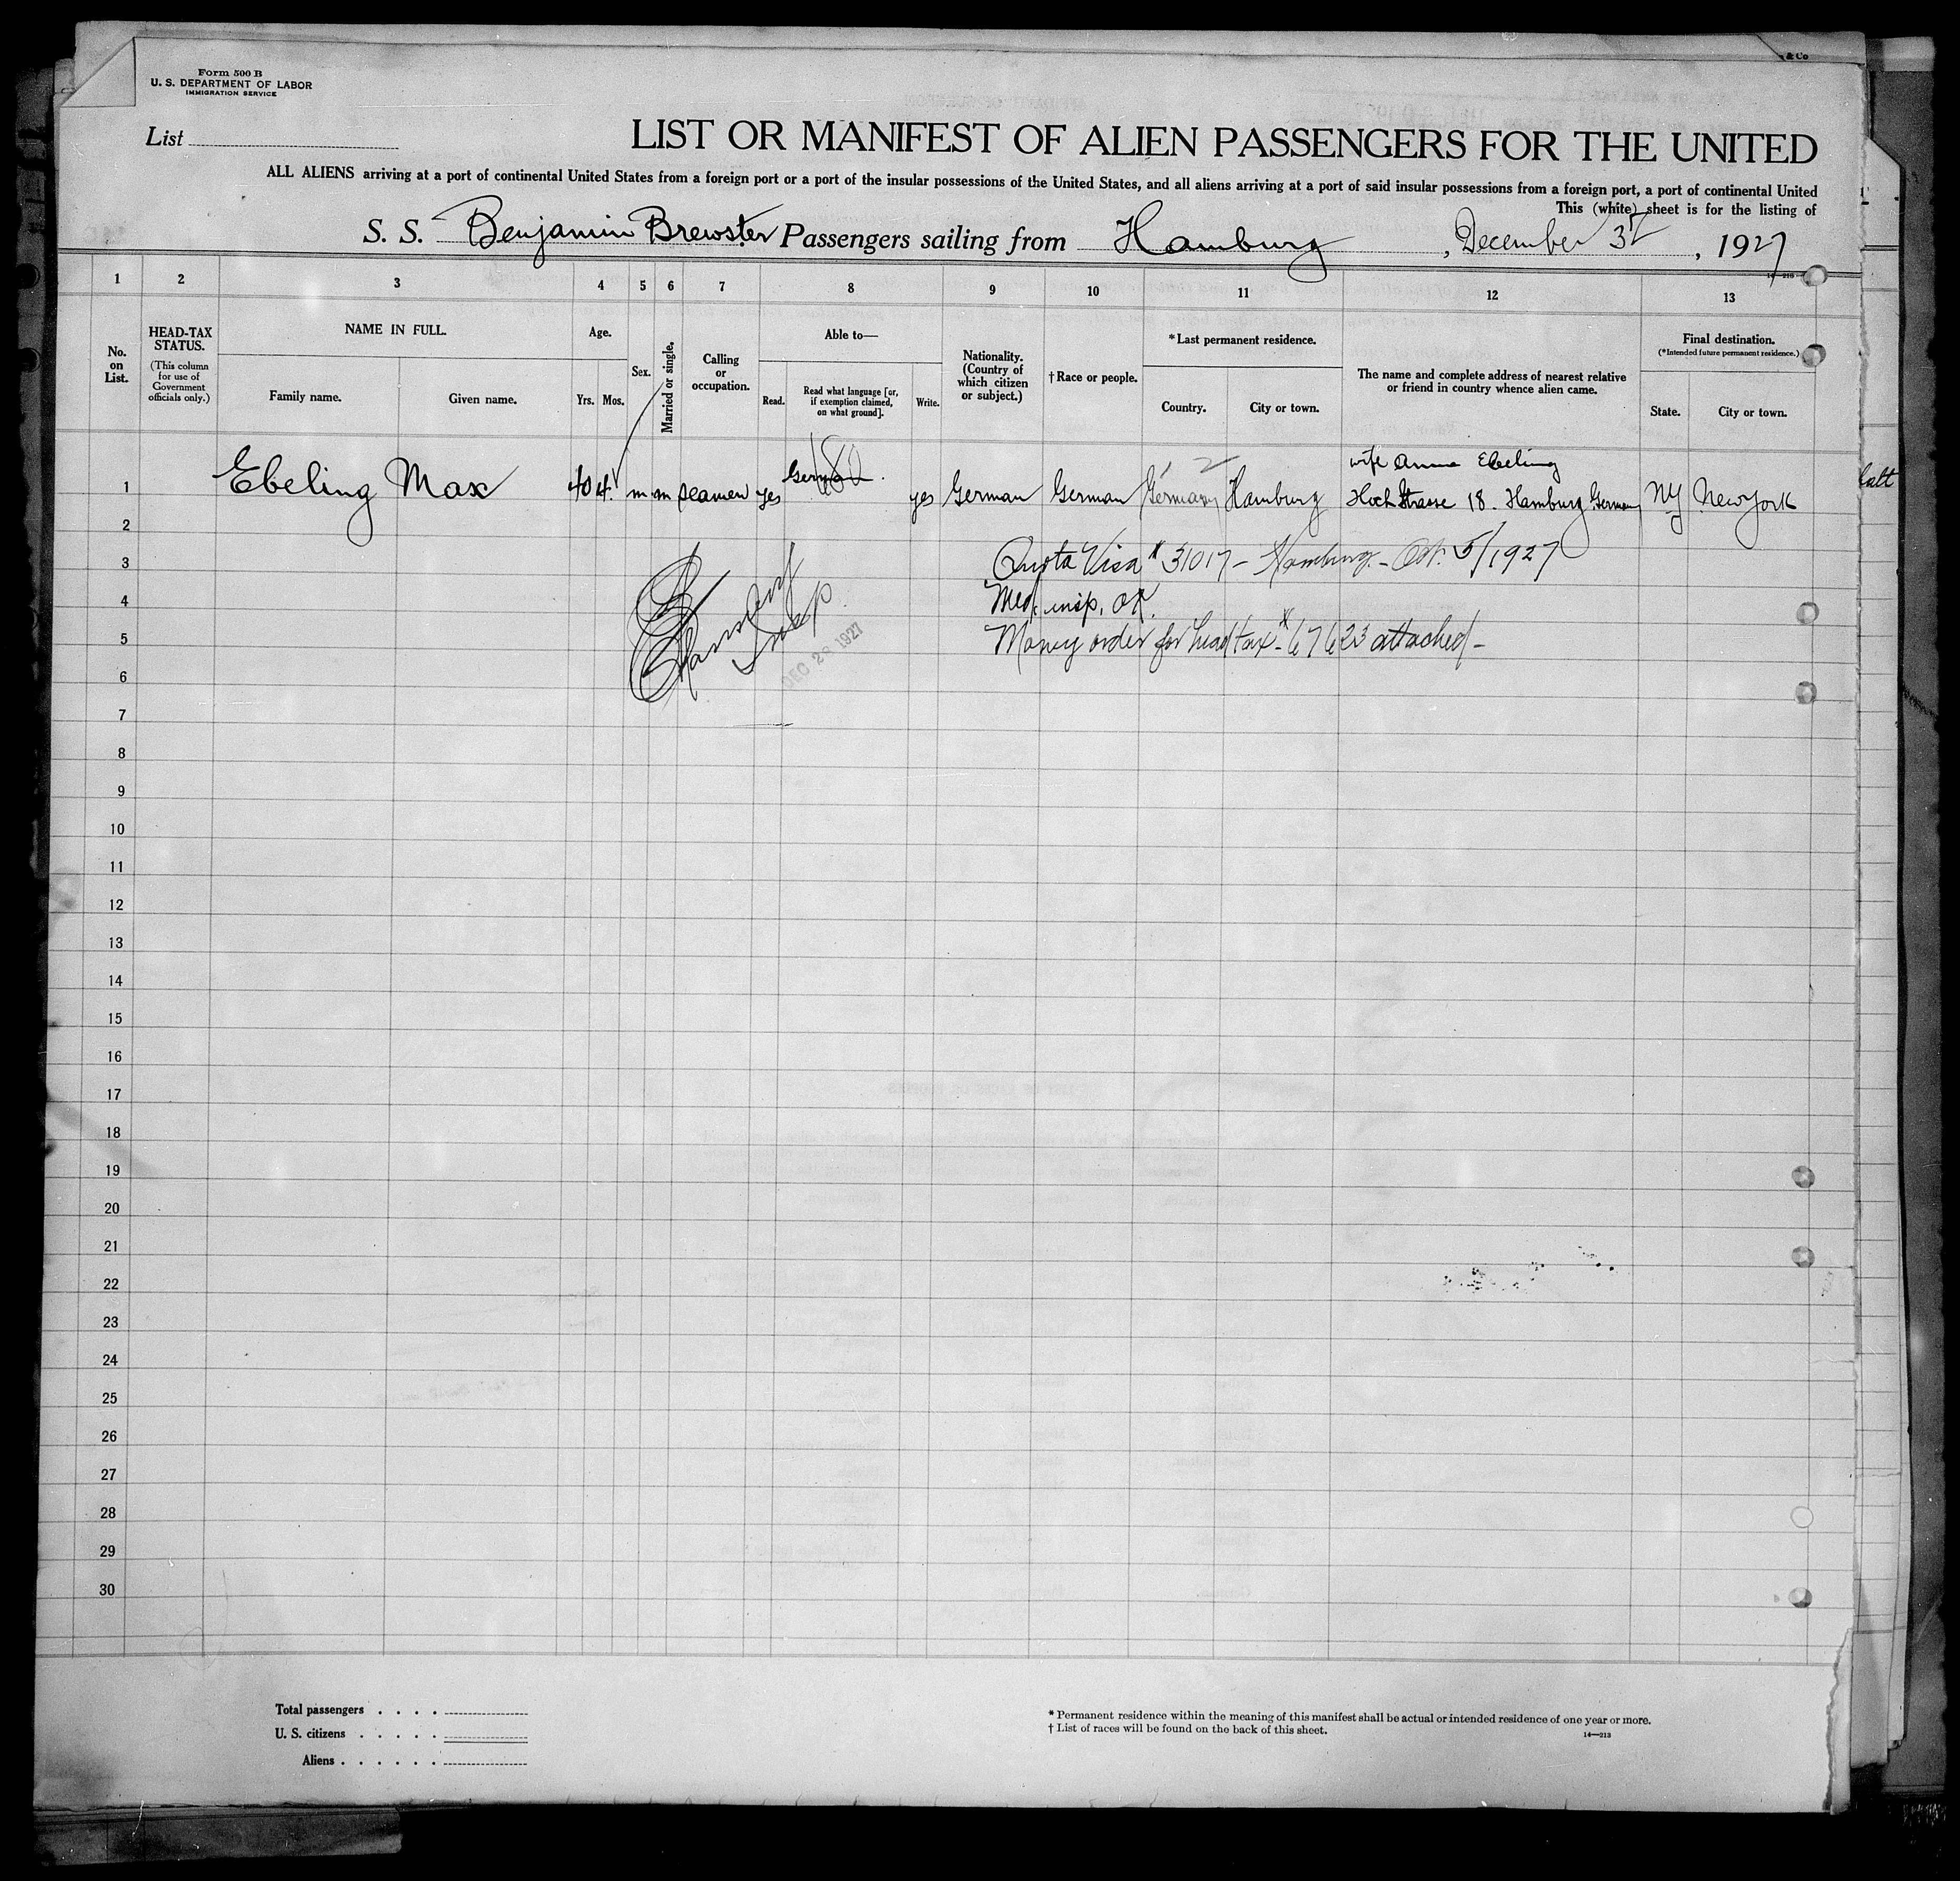 & Co
Form 500 B
U. S. DEPARTMENT OF LABOR
IMMIGRATION SERVICE
List
LIST OR MANIFEST OF ALIEN PASSENGERS FOR THE UNITED
ALL ALIENS arriving at a port of continental United States from a foreign port or a port of the insular possessions of the United States, and all aliens arriving at a port of said insular possessions from a foreign port, a port of continental United
This (white) sheet is for the listing of
S. S. Benjamin Brewster Passengers sailing from Hamburg, December 3, 1927
14—213
1 2 3 4 5 6 7 8 9 10 11 12 13
No. on List.
HEAD-TAX STATUS.
(This column for use of Government officials only.)
NAME IN FULL.
Family name. Given name.
Age.
Yrs. Mos.
Sex.
Married or single.
Calling or occupation.
Able to—
Read. Read what language [or, if exemption claimed, on what ground]. Write.
Nationality. (Country of which citizen or subject.)
† Race or people.
*Last permanent residence.
Country. City or town.
The name and complete address of nearest relative or friend in country whence alien came.
Final destination.
(*Intended future permanent residence.)
State. City or town.
wife Anna Ebeling
1 Ebeling Max 40 4 m m seamen yes German yes German German Germany Hamburg Hoch Strasse 18. Hamburg Germany NY New York
2
3 Quota Visa # 31017 - Hamburg - Oct. 5/1927
4 Med. insp. OK.
5 Money order for head tax - # 67623 attached -
Insp.
DEC 28 1927
6
7
8
9
10
11
12
13
14
15
16
17
18
19
20
21
22
23
24
25
26
27
28
29
30
Total passengers . . . .
U. S. citizens . . . . .
Aliens . . . . . .
* Permanent residence within the meaning of this manifest shall be actual or intended residence of one year or more.
† List of races will be found on the back of this sheet.
14—213